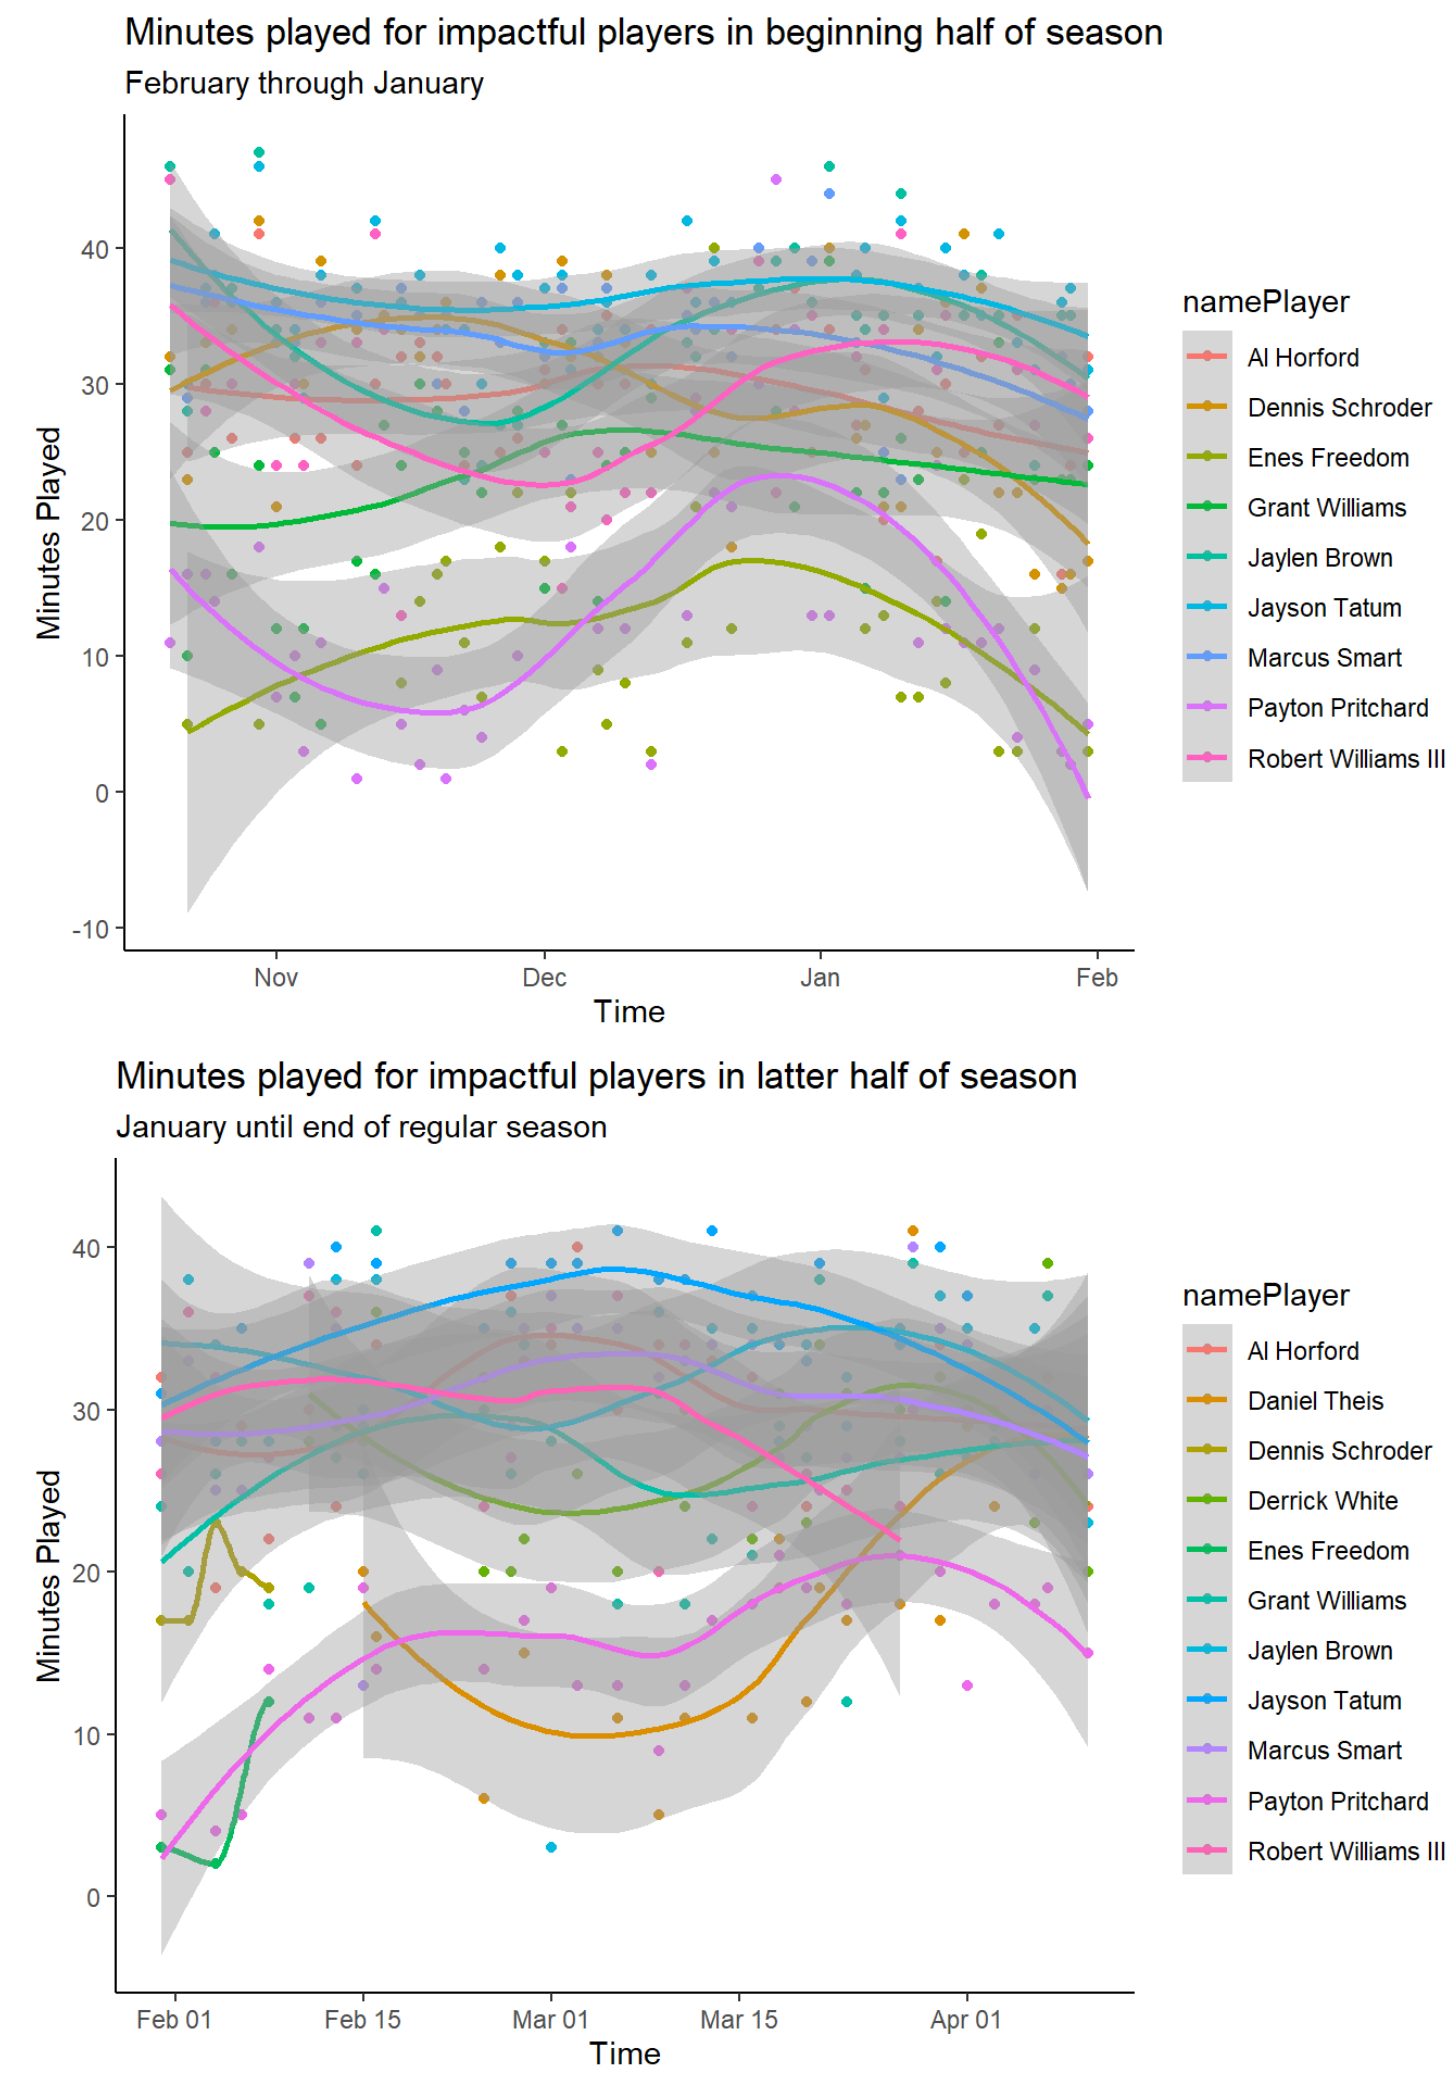 Minutes played for impactful players in beginning half of season
February through January
40
30
20
10
0
-10
Minutes Played
Nov
Dec
Jan
Feb
Time
namePlayer
Al Horford
Dennis Schroder
Enes Freedom
Grant Williams
Jaylen Brown
Jayson Tatum
Marcus Smart
Payton Pritchard
Robert Williams III
Minutes played for impactful players in latter half of season
January until end of regular season
40
30
20
10
0
Minutes Played
Feb 01
Feb 15
Mar 01
Mar 15
Apr 01
Time
namePlayer
Al Horford
Daniel Theis
Dennis Schroder
Derrick White
Enes Freedom
Grant Williams
Jaylen Brown
Jayson Tatum
Marcus Smart
Payton Pritchard
Robert Williams III